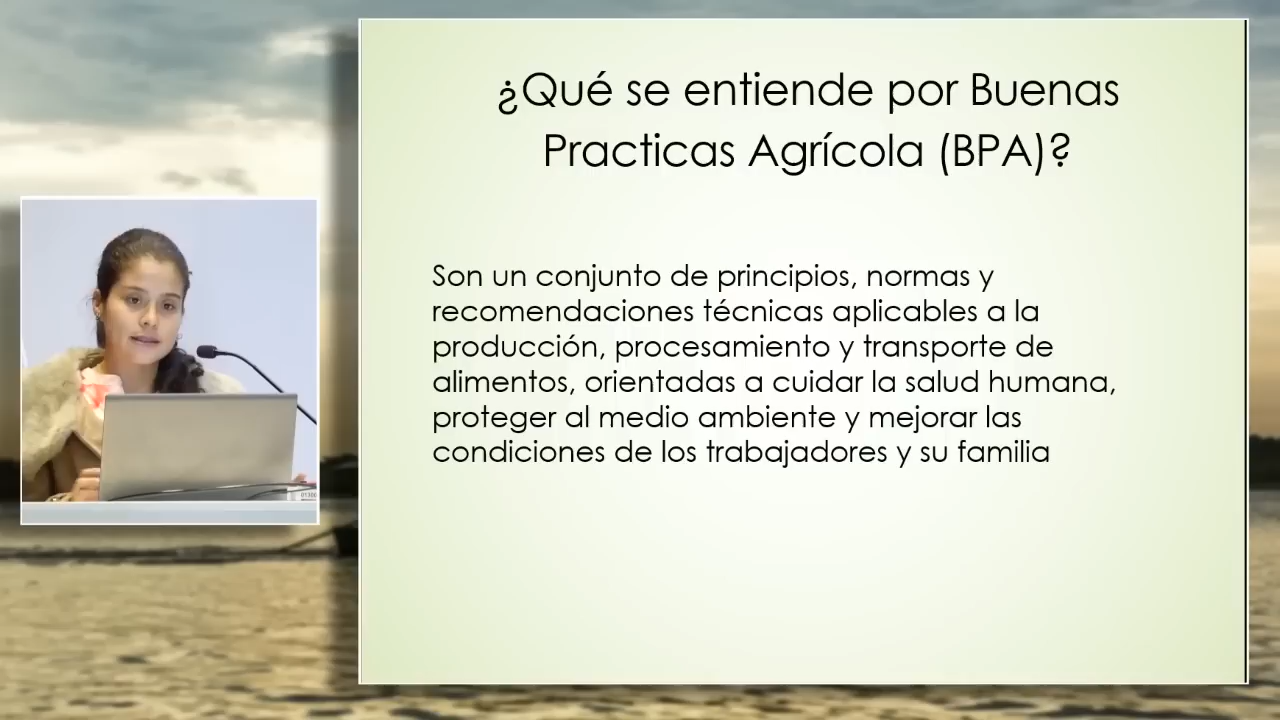 ¿Qué se entiende por Buenas
Practicas Agrícola (BPA)?
Son un conjunto de principios, normas y
recomendaciones técnicas aplicables a la
producción, procesamiento y transporte de
alimentos, orientadas a cuidar la salud humana,
proteger al medio ambiente y mejorar las
condiciones de los trabajadores y su familia